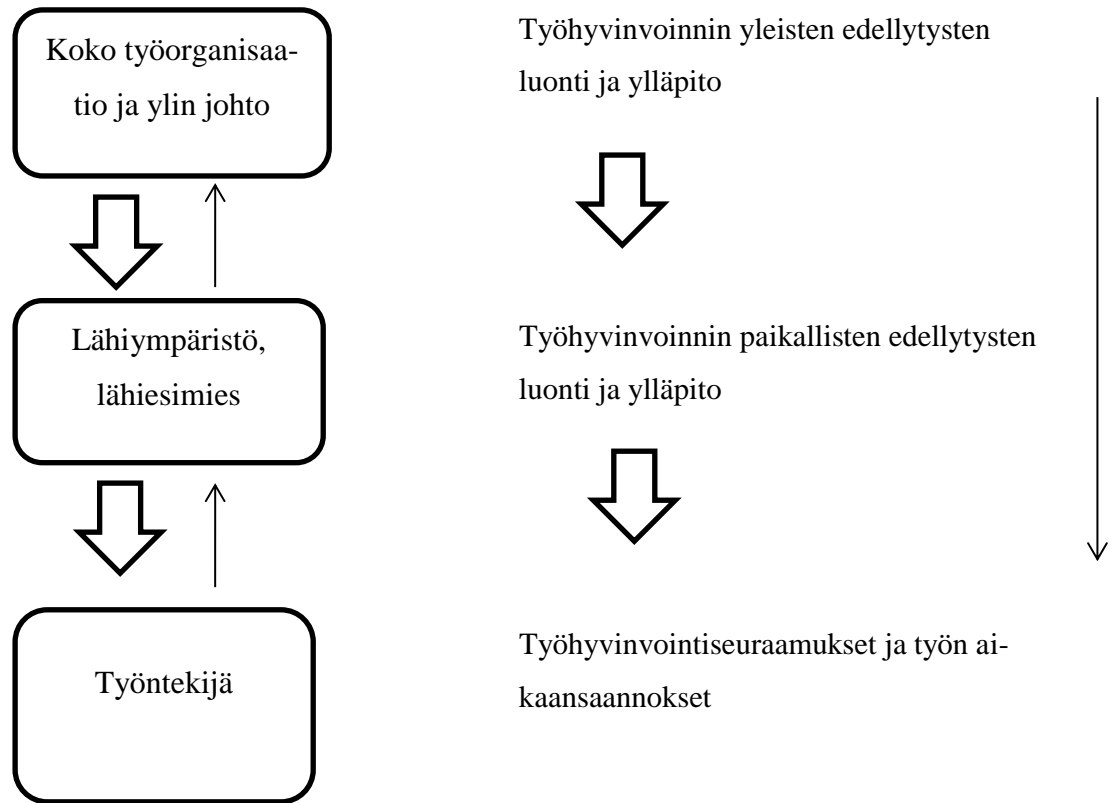 Koko työorganisaa-
tio ja ylin johto
Työhyvinvoinnin yleisten edellytysten
luonti ja ylläpito
Lähiympäristö,
lähiesimies
Työhyvinvoinnin paikallisten edellytysten
luonti ja ylläpito
Työntekijä
Työhyvinvointiseuraamukset ja työn ai-
kaansaannokset